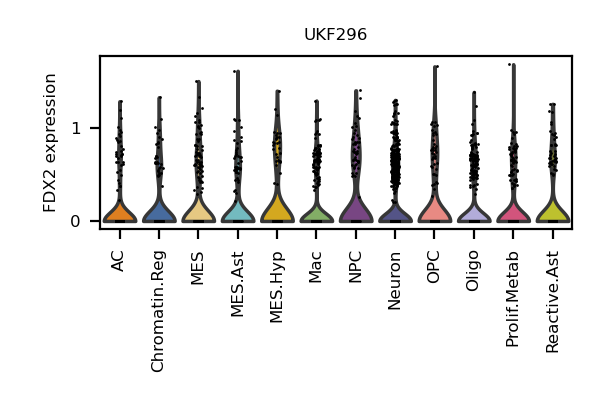 UKF296
FDX2 expression
1
0
AC
Chromatin.Reg
MES
MES.Ast
MES.Hyp
Mac
NPC
Neuron
OPC
Oligo
Prolif.Metab
Reactive.Ast